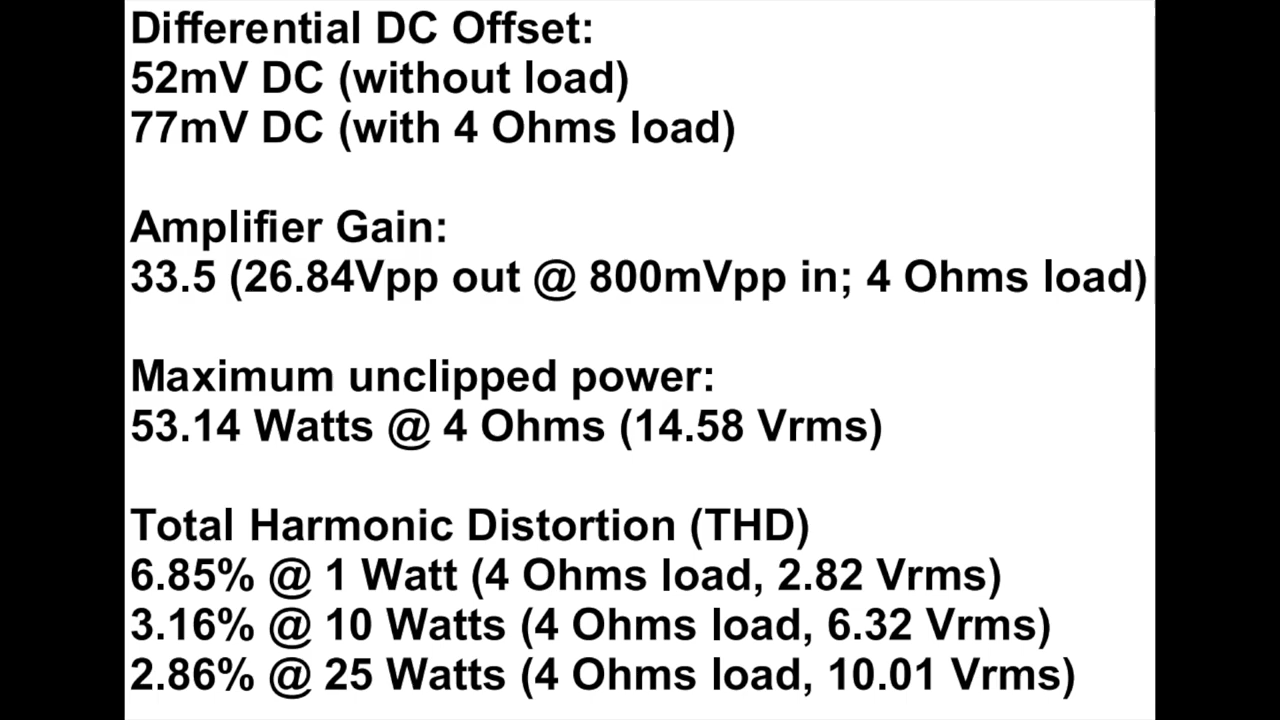 Differential DC Offset:
52mV DC (without load)
77mV DC (with 4 Ohms load)
Amplifier Gain:
33.5 (26.84Vpp out @ 800mVpp in; 4 Ohms load)
Maximum unclipped power:
53.14 Watts @ 4 Ohms (14.58 Vrms)
Total Harmonic Distortion (THD)
6.85% @ 1 Watt (4 Ohms load, 2.82 Vrms)
3.16% @ 10 Watts (4 Ohms load, 6.32 Vrms)
2.86% @ 25 Watts (4 Ohms load, 10.01 Vrms)